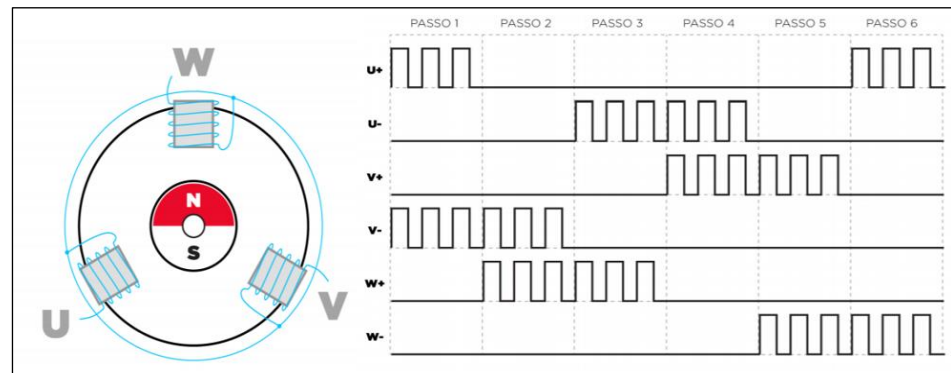 W
N
S
U
V
PASSO 1 PASSO 2 PASSO 3 PASSO 4 PASSO 5 PASSO 6
U+
U-
V+
V-
W+
W-